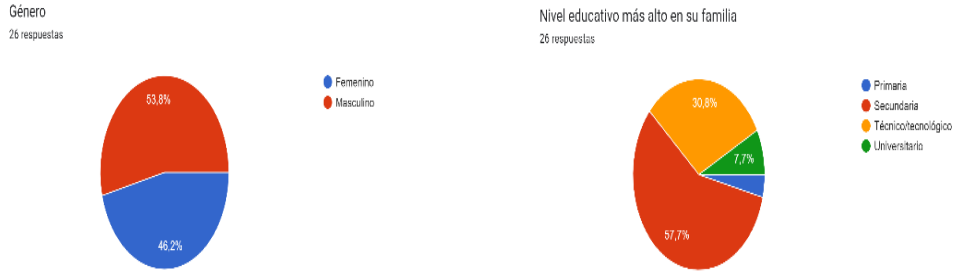 Género
26 respuestas
53,8%
46,2%
Femenino
Masculino
Nivel educativo más alto en su familia
26 respuestas
30,8%
7,7%
57,7%
Primaria
Secundaria
Técnico/tecnológico
Universitario